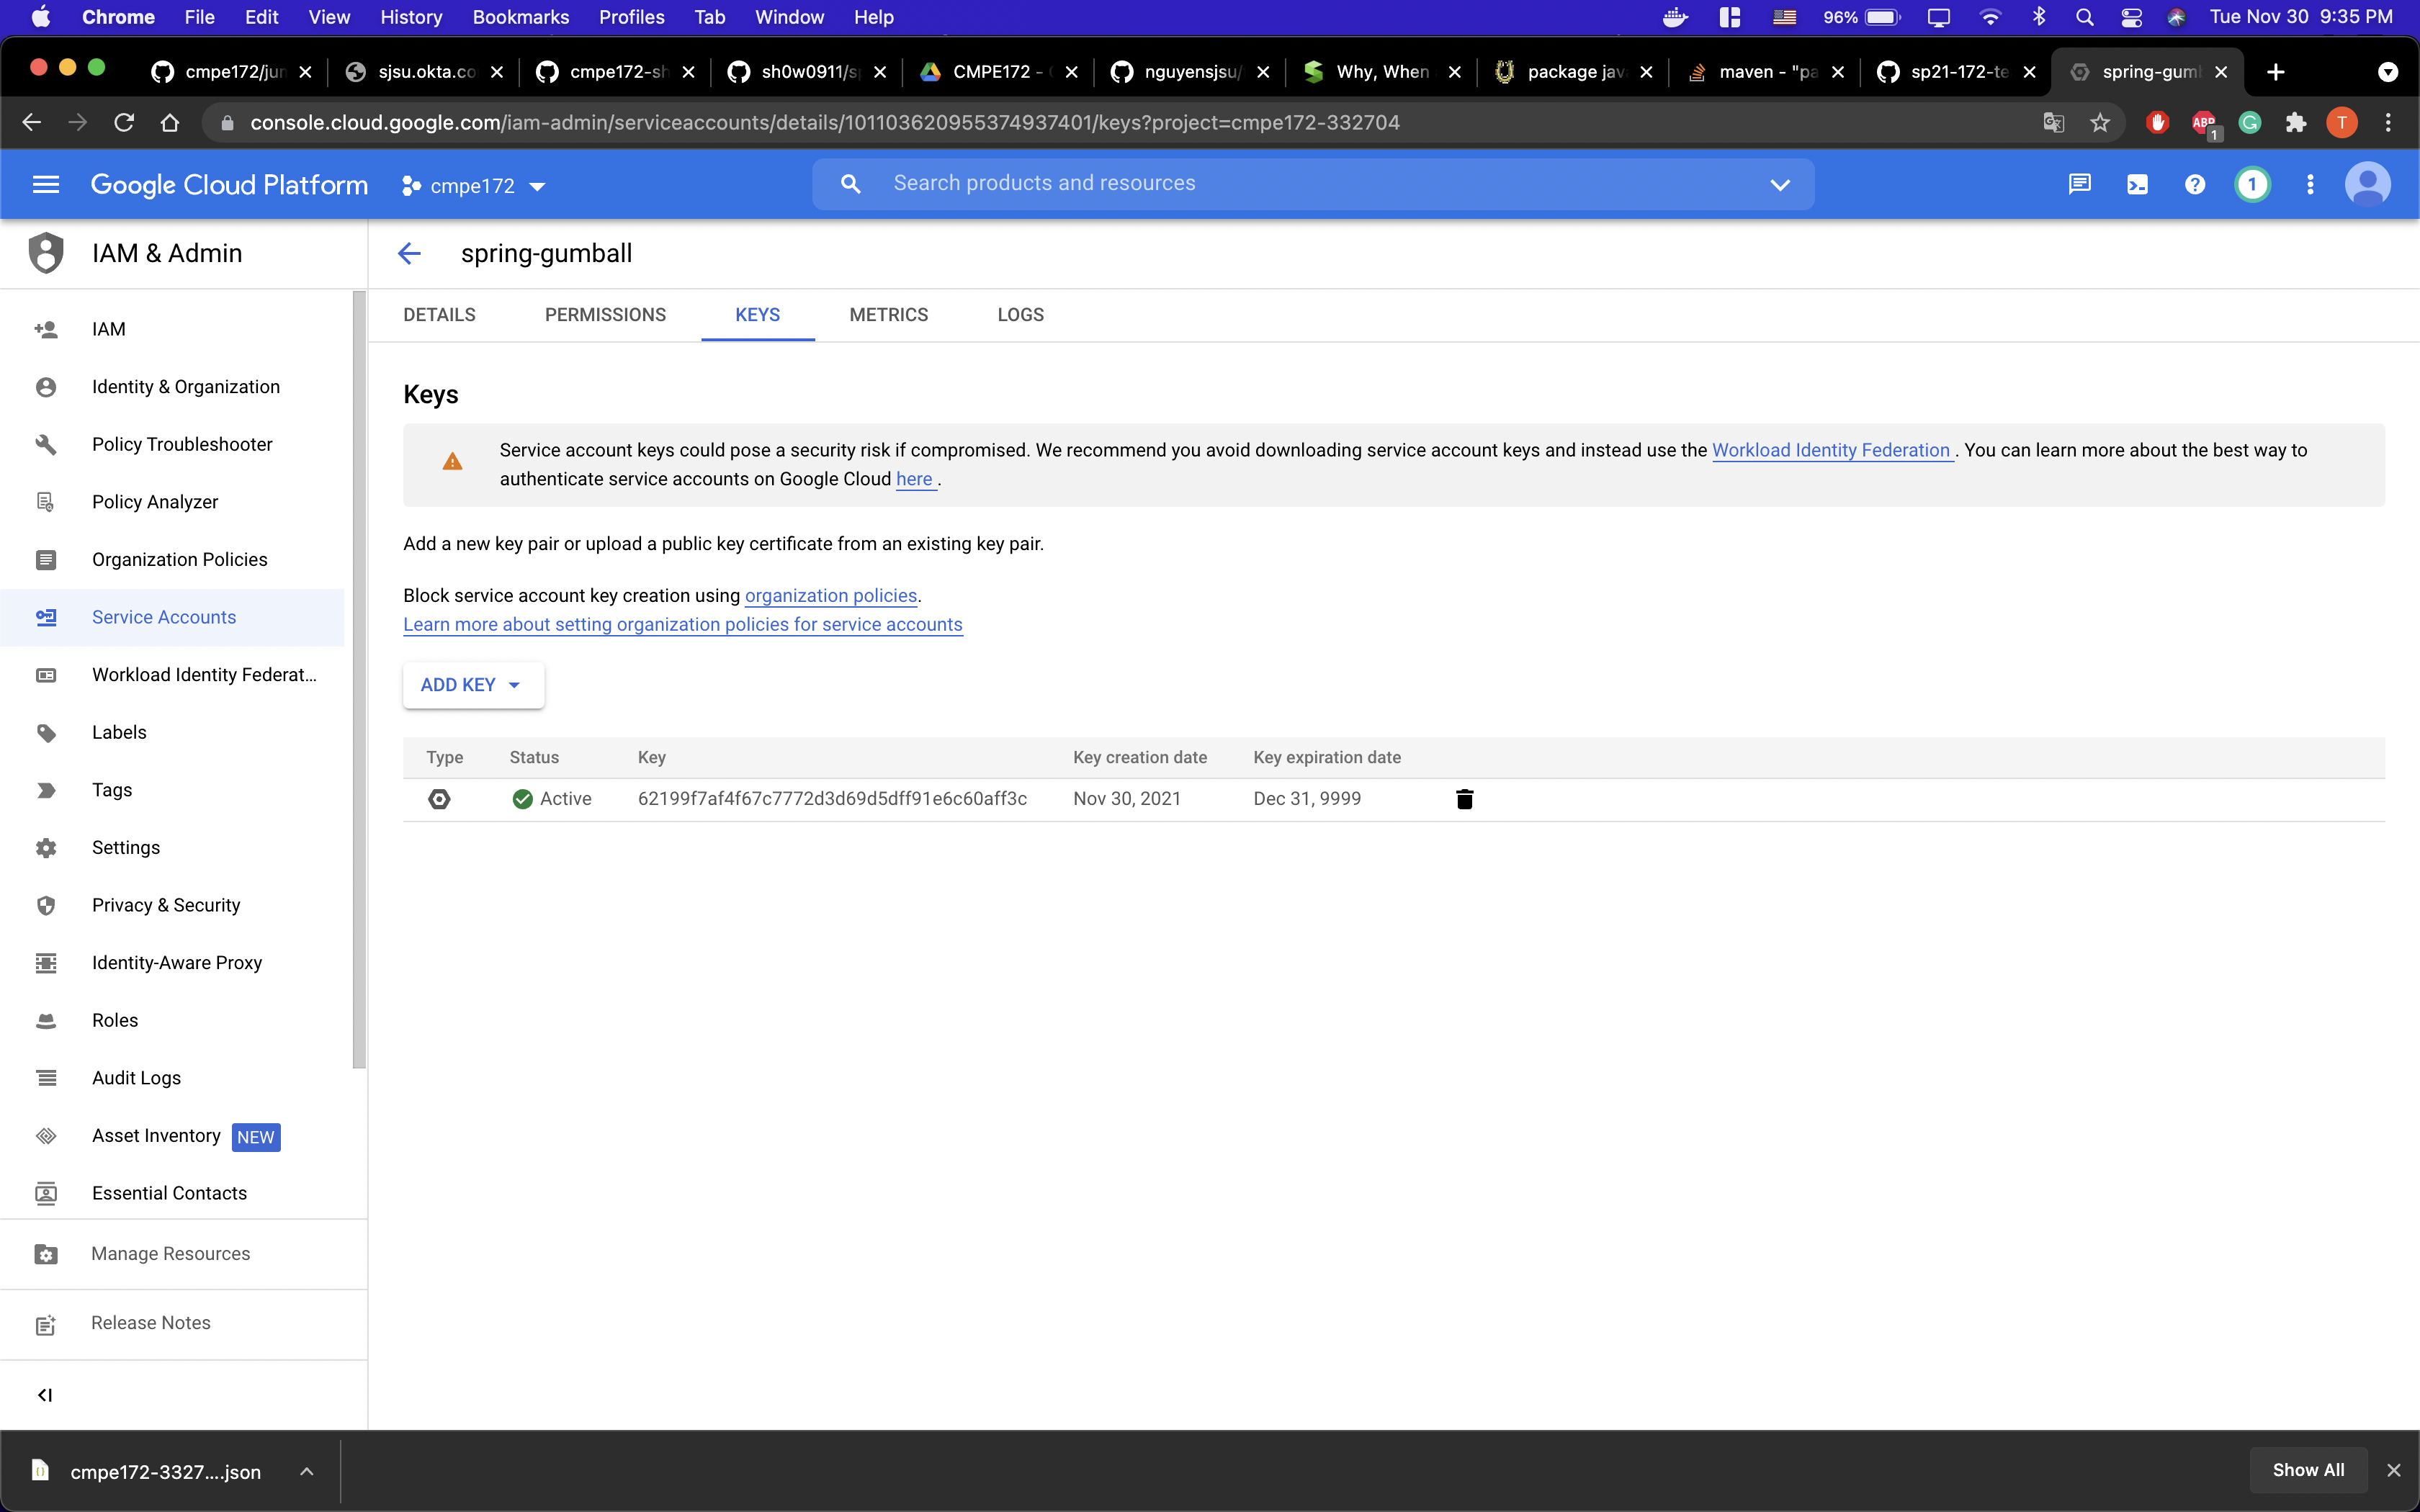 Chrome File Edit View History Bookmarks Profiles Tab Window Help 96% Tue Nov 30 9:35 PM
cmpe172/jun sjsu.okta.co cmpe172-sh sh0w0911/sp CMPE172 - nguyensjsu/ Why, When package jav maven - "pa sp21-172-te spring-gumb
console.cloud.google.com/iam-admin/serviceaccounts/details/101103620955374937401/keys?project=cmpe172-332704 ABP 1 T
Google Cloud Platform cmpe172 Search products and resources 1
IAM & Admin
spring-gumball
DETAILS PERMISSIONS KEYS METRICS LOGS
IAM
Identity & Organization
Policy Troubleshooter
Policy Analyzer
Organization Policies
Service Accounts
Workload Identity Federat...
Labels
Tags
Settings
Privacy & Security
Identity-Aware Proxy
Roles
Audit Logs
Asset Inventory NEW
Essential Contacts
Manage Resources
Release Notes
Keys
Service account keys could pose a security risk if compromised. We recommend you avoid downloading service account keys and instead use the Workload Identity Federation . You can learn more about the best way to
authenticate service accounts on Google Cloud here .
Add a new key pair or upload a public key certificate from an existing key pair.
Block service account key creation using organization policies.
Learn more about setting organization policies for service accounts
ADD KEY
Type Status Key Key creation date Key expiration date
Active 62199f7af4f67c7772d3d69d5dff91e6c60aff3c Nov 30, 2021 Dec 31, 9999
cmpe172-3327....json Show All